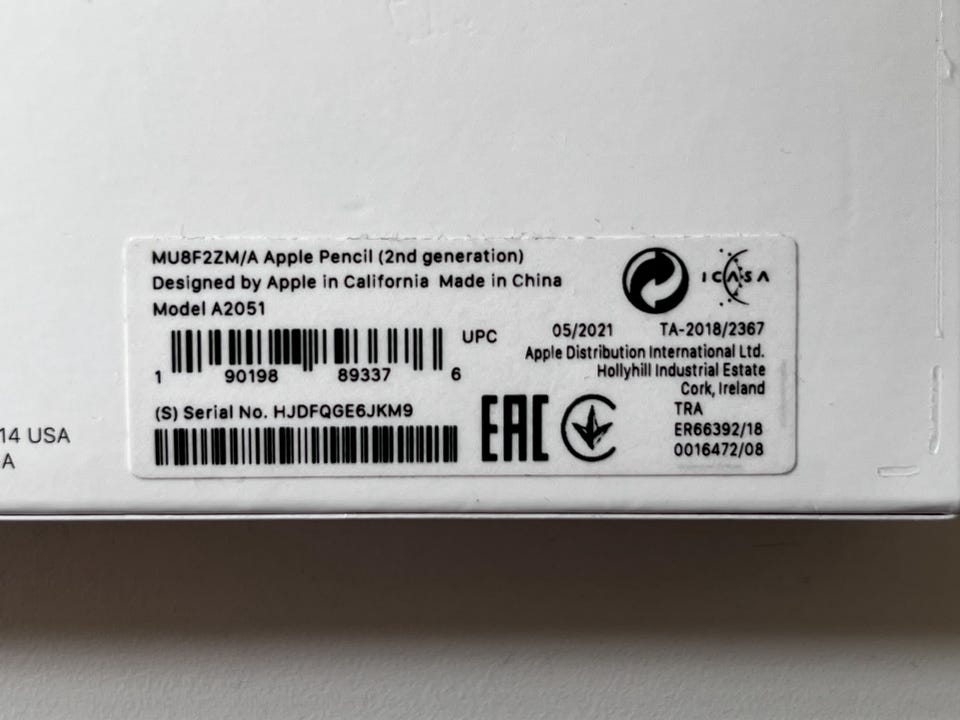 MU8F2ZM/A Apple Pencil (2nd generation)
Designed by Apple in California Made in China
Model A2051
UPC
1 90198 89337 6
(S) Serial No. HJDFQGE6JKM9
ICASA
05/2021 TA-2018/2367
Apple Distribution International Ltd.
Hollyhill Industrial Estate
Cork, Ireland
EAC
TRA
ER66392/18
0016472/08
14 USA
A